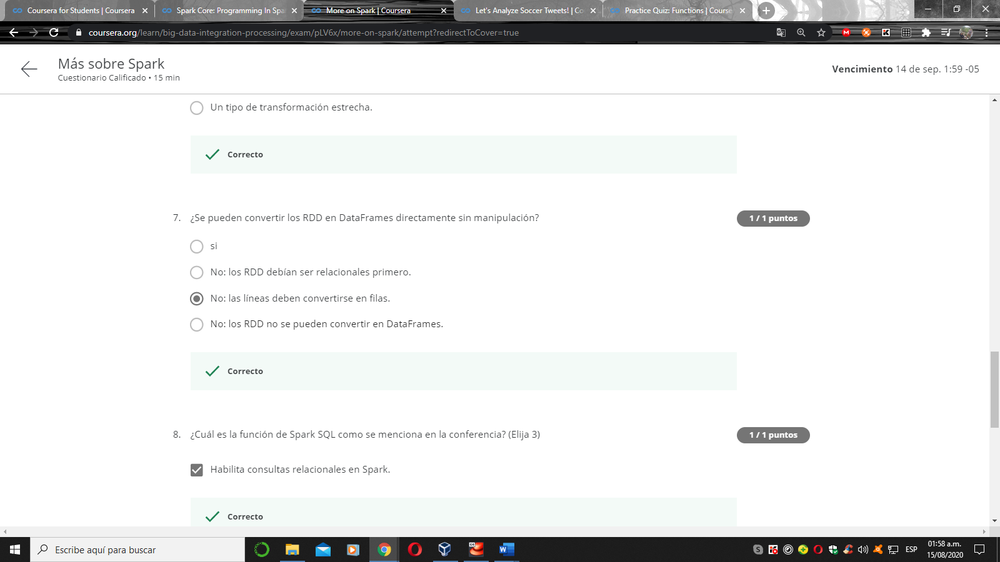 Coursera for Students | Coursera
Spark Core: Programming In Spa
More on Spark | Coursera
Let's Analyze Soccer Tweets! | Co
Practice Quiz: Functions | Course
coursera.org/learn/big-data-integration-processing/exam/pLV6x/more-on-spark/attempt?redirectToCover=true
Más sobre Spark
Cuestionario Calificado • 15 min
Vencimiento 14 de sep. 1:59 -05
Un tipo de transformación estrecha.
Correcto
7. ¿Se pueden convertir los RDD en DataFrames directamente sin manipulación?
1 / 1 puntos
si
No: los RDD debían ser relacionales primero.
No: las líneas deben convertirse en filas.
No: los RDD no se pueden convertir en DataFrames.
Correcto
8. ¿Cuál es la función de Spark SQL como se menciona en la conferencia? (Elija 3)
1 / 1 puntos
Habilita consultas relacionales en Spark.
Correcto
Escribe aquí para buscar
ESP
01:58 a.m.
15/08/2020